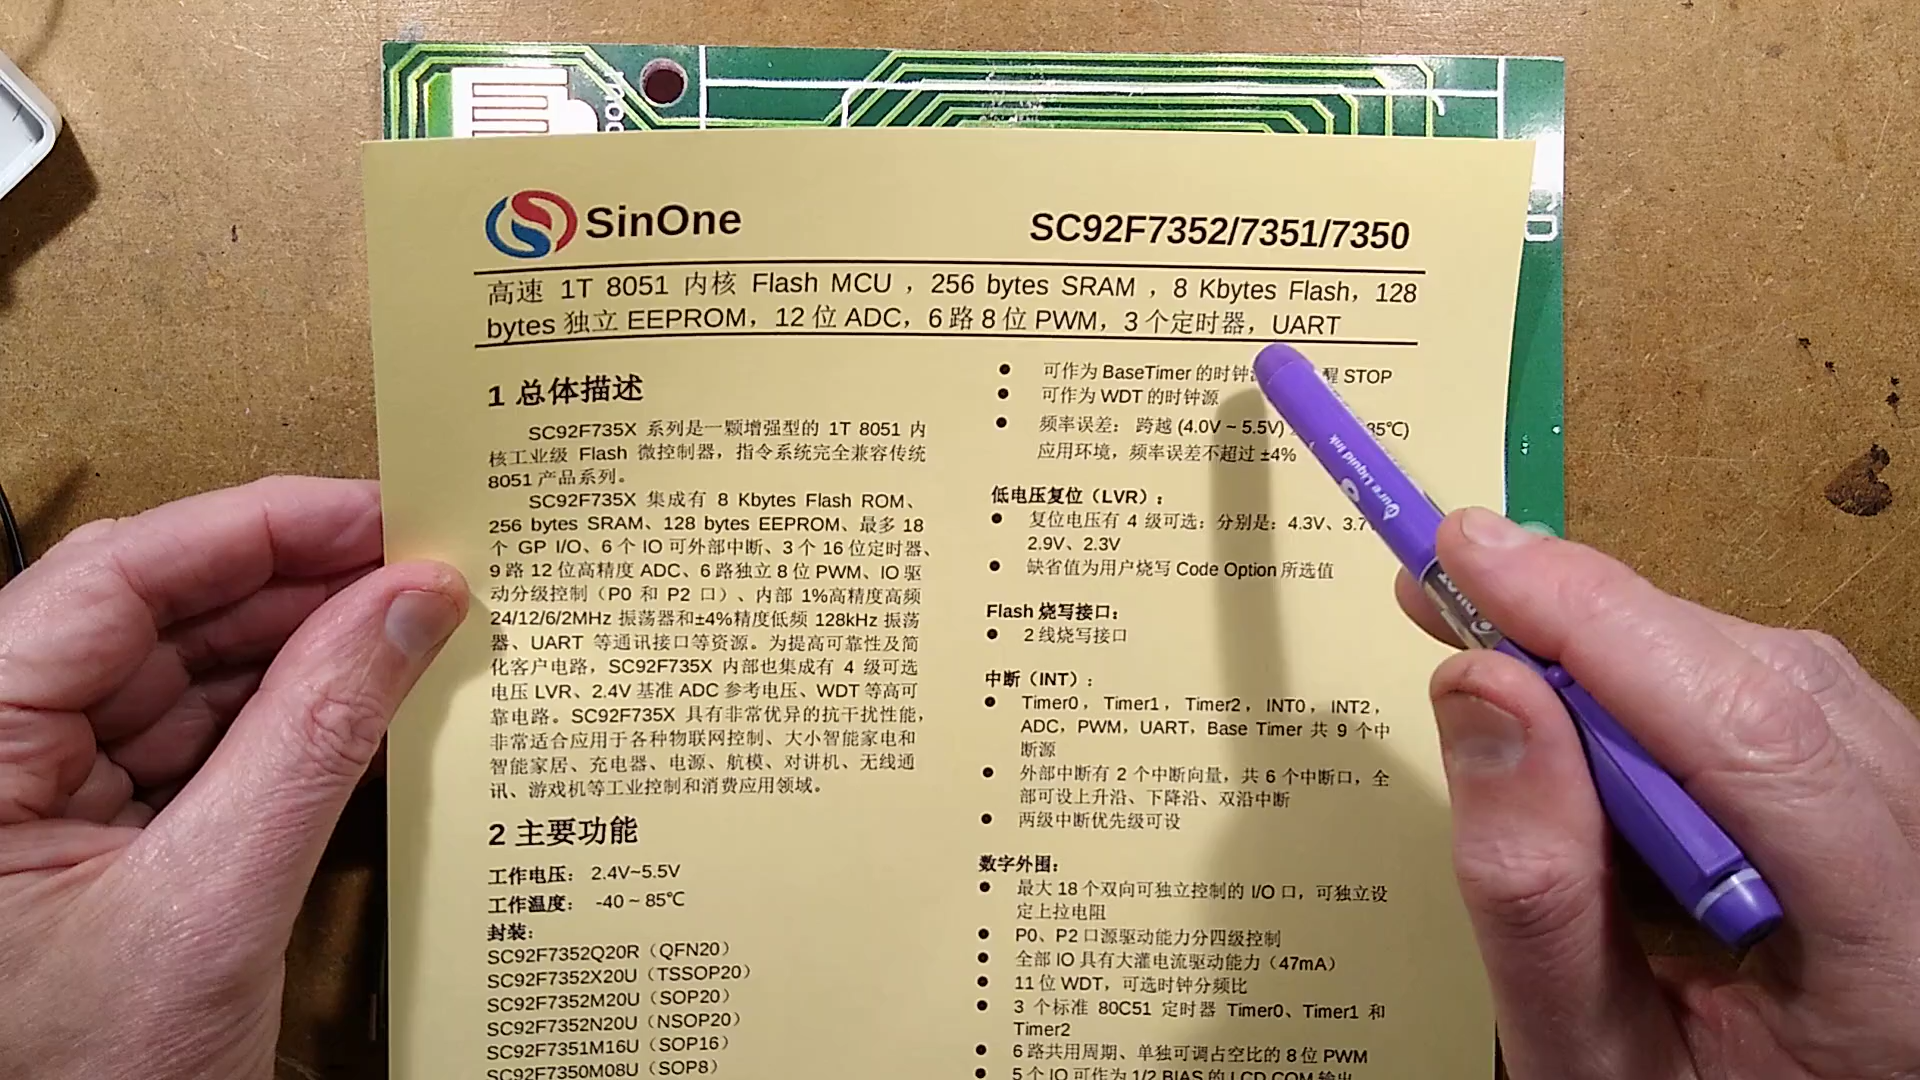 SinOne
SC92F7352/7351/7350
高速 1T 8051 内核 Flash MCU ，256 bytes SRAM ，8 Kbytes Flash，128
bytes 独立 EEPROM，12 位 ADC，6 路 8 位 PWM，3 个定时器，UART
1 总体描述
SC92F735X 系列是一颗增强型的 1T 8051 内
核工业级 Flash 微控制器，指令系统完全兼容传统
8051 产品系列。
SC92F735X 集成有 8 Kbytes Flash ROM、
256 bytes SRAM、128 bytes EEPROM、最多 18
个 GP I/O、6 个 IO 可外部中断、3 个 16 位定时器、
9 路 12 位高精度 ADC、6 路独立 8 位 PWM、IO 驱
动分级控制（P0 和 P2 口）、内部 1%高精度高频
24/12/6/2MHz 振荡器和±4%精度低频 128kHz 振荡
器、UART 等通讯接口等资源。为提高可靠性及简
化客户电路，SC92F735X 内部也集成有 4 级可选
电压 LVR、2.4V 基准 ADC 参考电压、WDT 等高可
靠电路。SC92F735X 具有非常优异的抗干扰性能，
非常适合应用于各种物联网控制、大小智能家电和
智能家居、充电器、电源、航模、对讲机、无线通
讯、游戏机等工业控制和消费应用领域。
2 主要功能
工作电压： 2.4V~5.5V
工作温度： -40 ~ 85℃
封装：
SC92F7352Q20R（QFN20）
SC92F7352X20U（TSSOP20）
SC92F7352M20U（SOP20）
SC92F7352N20U（NSOP20）
SC92F7351M16U（SOP16）
SC92F7350M08U（SOP8）
● 可作为 BaseTimer 的时钟 醒 STOP
● 可作为 WDT 的时钟源
● 频率误差： 跨越 (4.0V ~ 5.5V) 85℃)
应用环境，频率误差不超过 ±4%
低电压复位（LVR）：
● 复位电压有 4 级可选：分别是：4.3V、3.7
2.9V、2.3V
● 缺省值为用户烧写 Code Option 所选值
Flash 烧写接口：
● 2 线烧写接口
中断（INT）：
● Timer0，Timer1，Timer2，INT0，INT2，
ADC，PWM，UART，Base Timer 共 9 个中
断源
● 外部中断有 2 个中断向量，共 6 个中断口，全
部可设上升沿、下降沿、双沿中断
● 两级中断优先级可设
数字外围：
● 最大 18 个双向可独立控制的 I/O 口，可独立设
定上拉电阻
● P0、P2 口源驱动能力分四级控制
● 全部 IO 具有大灌电流驱动能力（47mA）
● 11 位 WDT，可选时钟分频比
● 3 个标准 80C51 定时器 Timer0、Timer1 和
Timer2
● 6 路共用周期、单独可调占空比的 8 位 PWM
● 5 个 IO 可作为 1/2 BIAS 的 LCD COM 输出
Pure Liquid Ink
PILOT